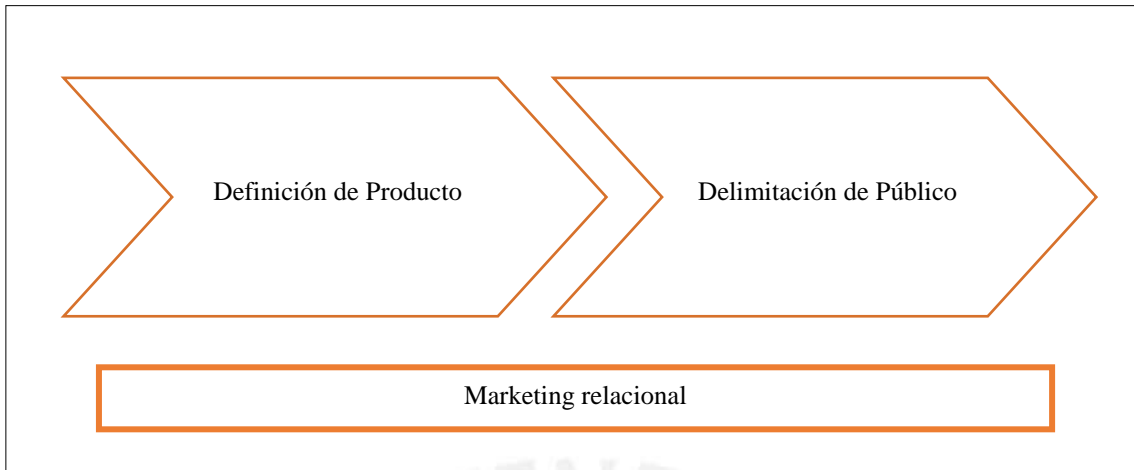 Definición de Producto
Delimitación de Público
Marketing relacional